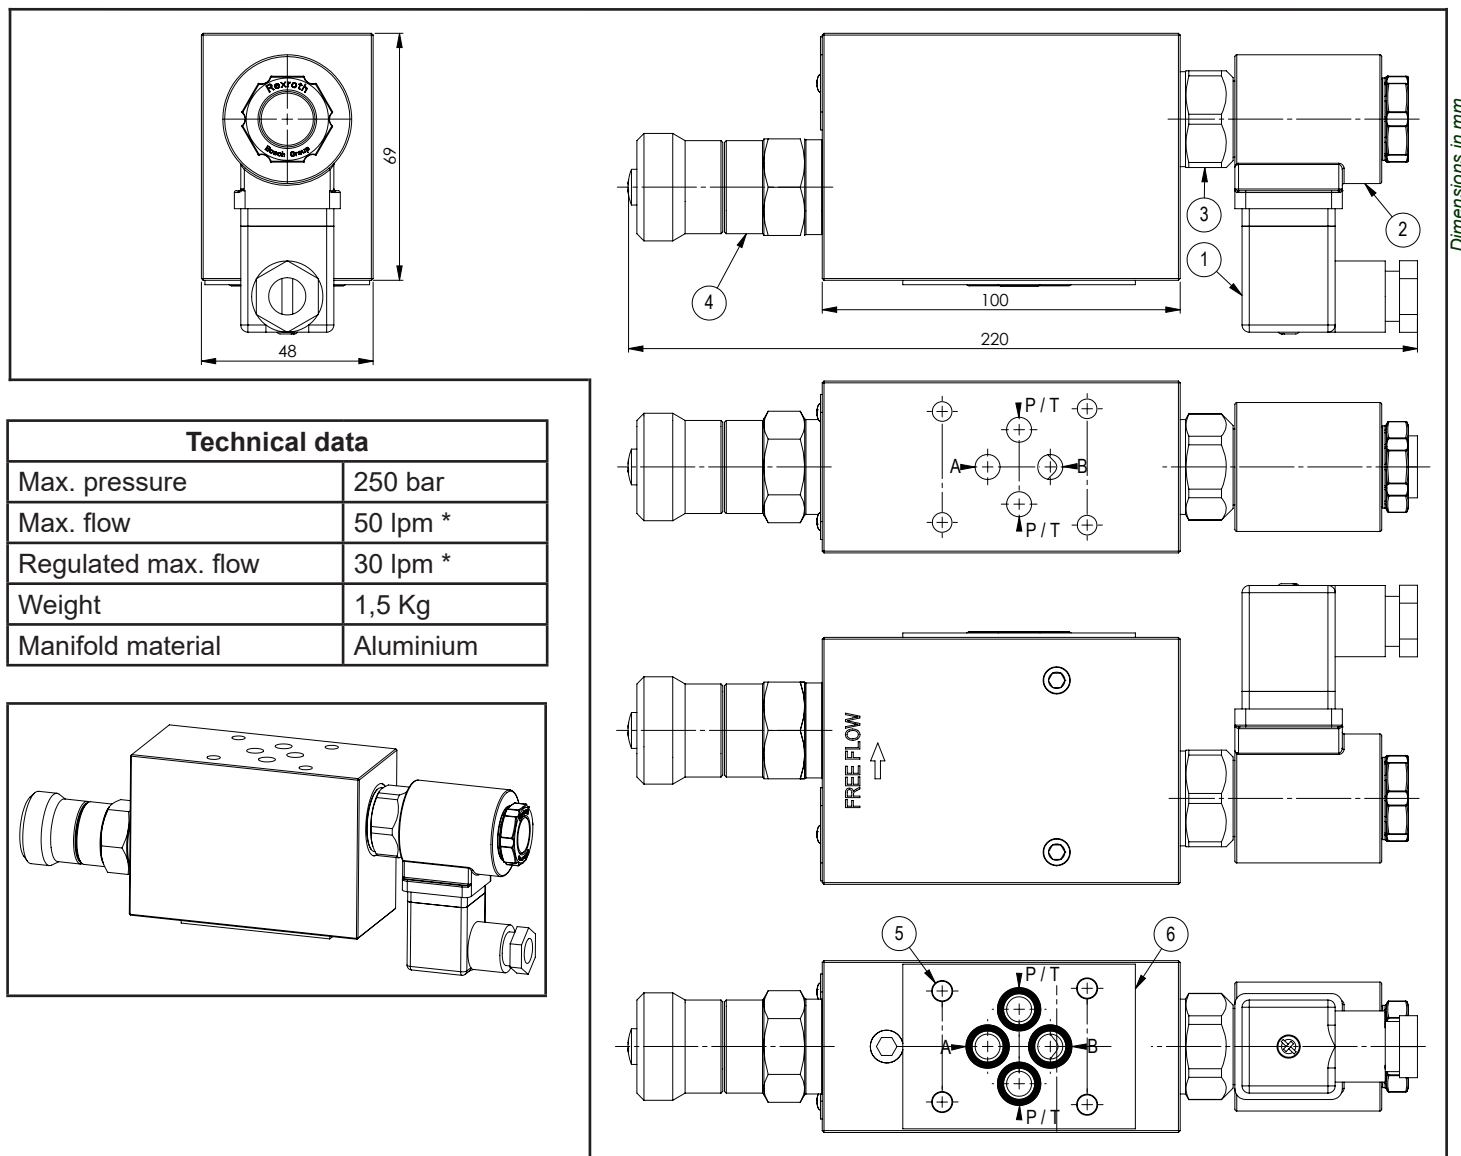 Rexroth
Bosch Group
69
48
3
2
1
4
100
220
Dimensions in mm
Technical data
Max. pressure 250 bar
Max. flow 50 lpm *
Regulated max. flow 30 lpm *
Weight 1,5 Kg
Manifold material Aluminium
P / T
A B
P / T
FREE FLOW
5 6
P / T
A B
P / T